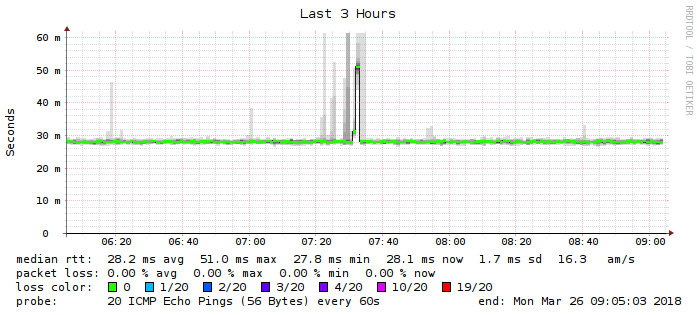 Last 3 Hours
RRDTOOL / TOBI OETIKER
Seconds
60 m
50 m
40 m
30 m
20 m
10 m
0
06:20 06:40 07:00 07:20 07:40 08:00 08:20 08:40 09:00
median rtt: 28.2 ms avg 51.0 ms max 27.8 ms min 28.1 ms now 1.7 ms sd 16.3 am/s
packet loss: 0.00 % avg 0.00 % max 0.00 % min 0.00 % now
loss color: 0 1/20 2/20 3/20 4/20 10/20 19/20
probe: 20 ICMP Echo Pings (56 Bytes) every 60s end: Mon Mar 26 09:05:03 2018